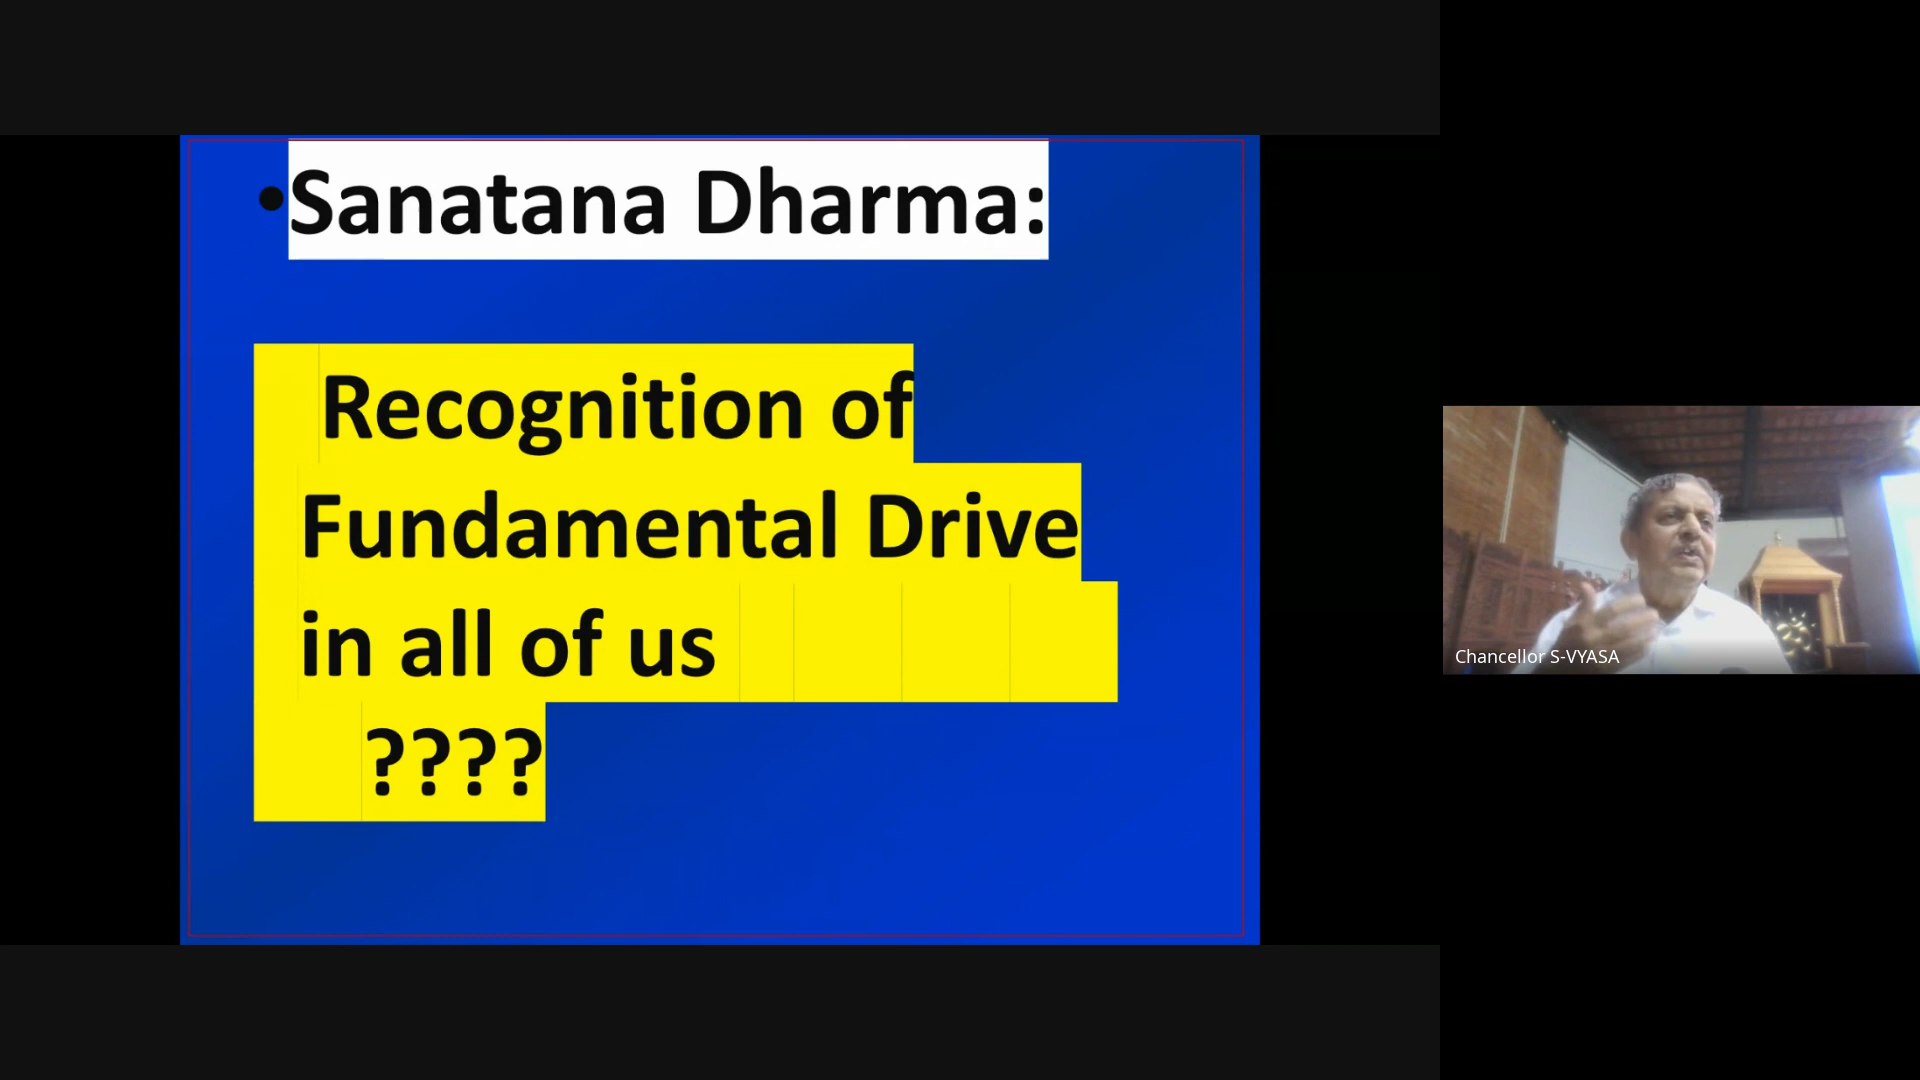 •Sanatana Dharma:
Recognition of
Fundamental Drive
in all of us
????
Chancellor S-VYASA